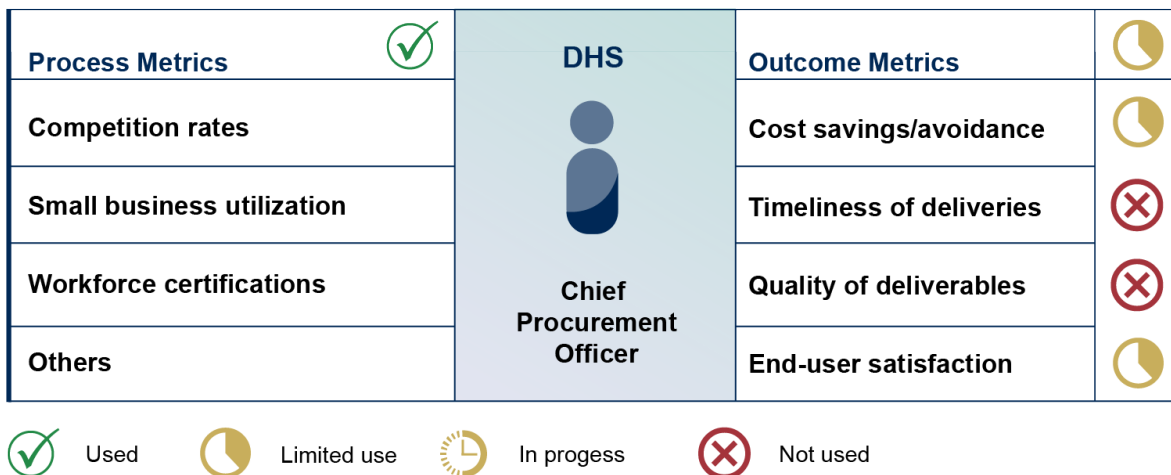 Process Metrics
DHS
Outcome Metrics
Competition rates
Cost savings/avoidance
Small business utilization
Timeliness of deliveries
Workforce certifications
Chief
Procurement
Officer
Quality of deliverables
Others
End-user satisfaction
Used
Limited use
In progess
Not used